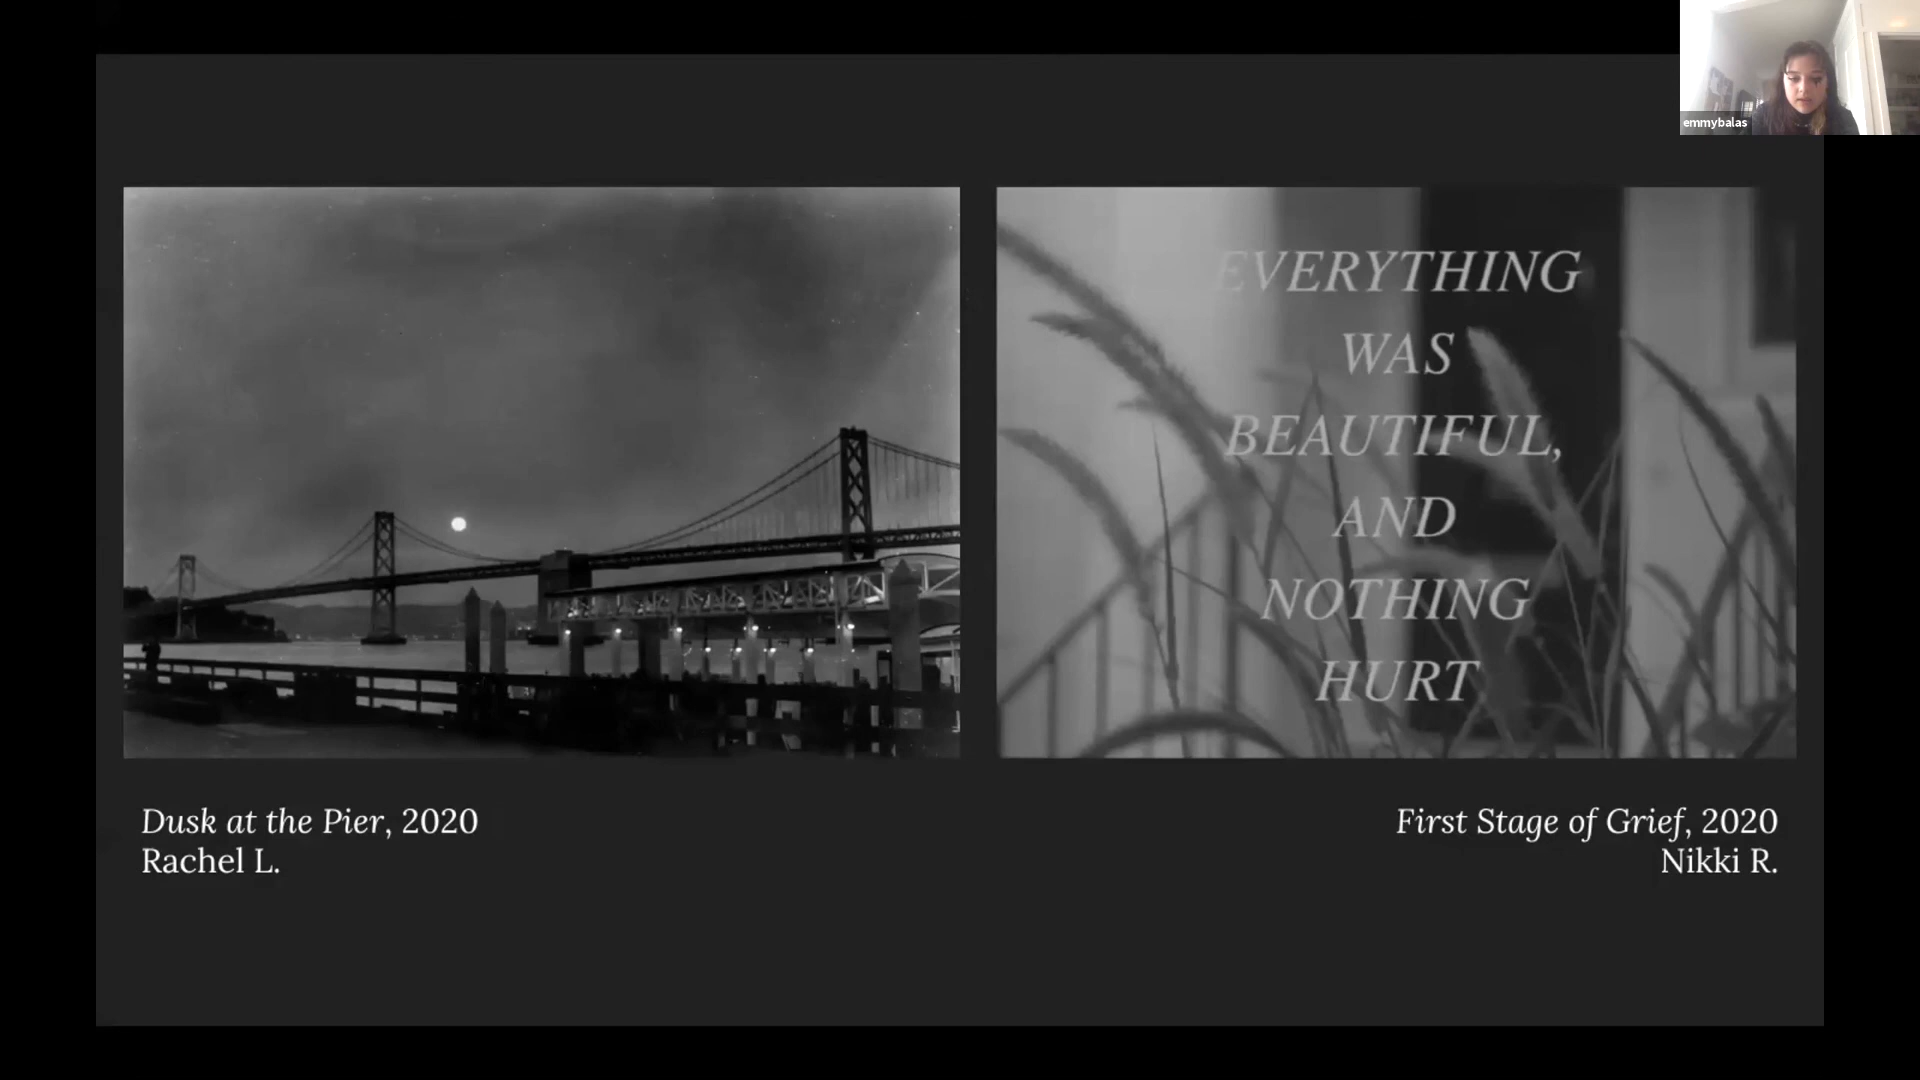 emmybalas
EVERYTHING
WAS
BEAUTIFUL,
AND
NOTHING
HURT
Dusk at the Pier, 2020
Rachel L.
First Stage of Grief, 2020
Nikki R.